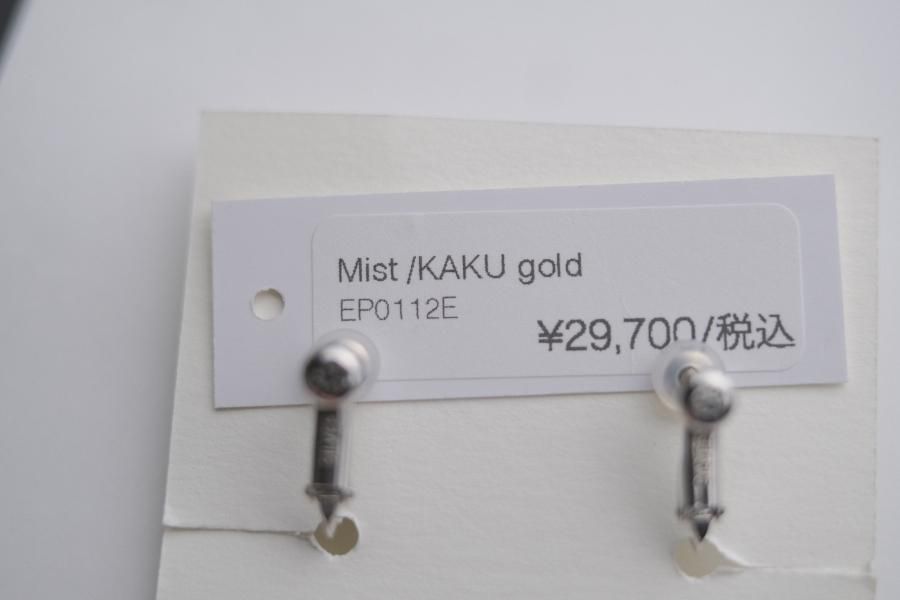 Mist /KAKU gold
EP0112E
¥29,700/税込